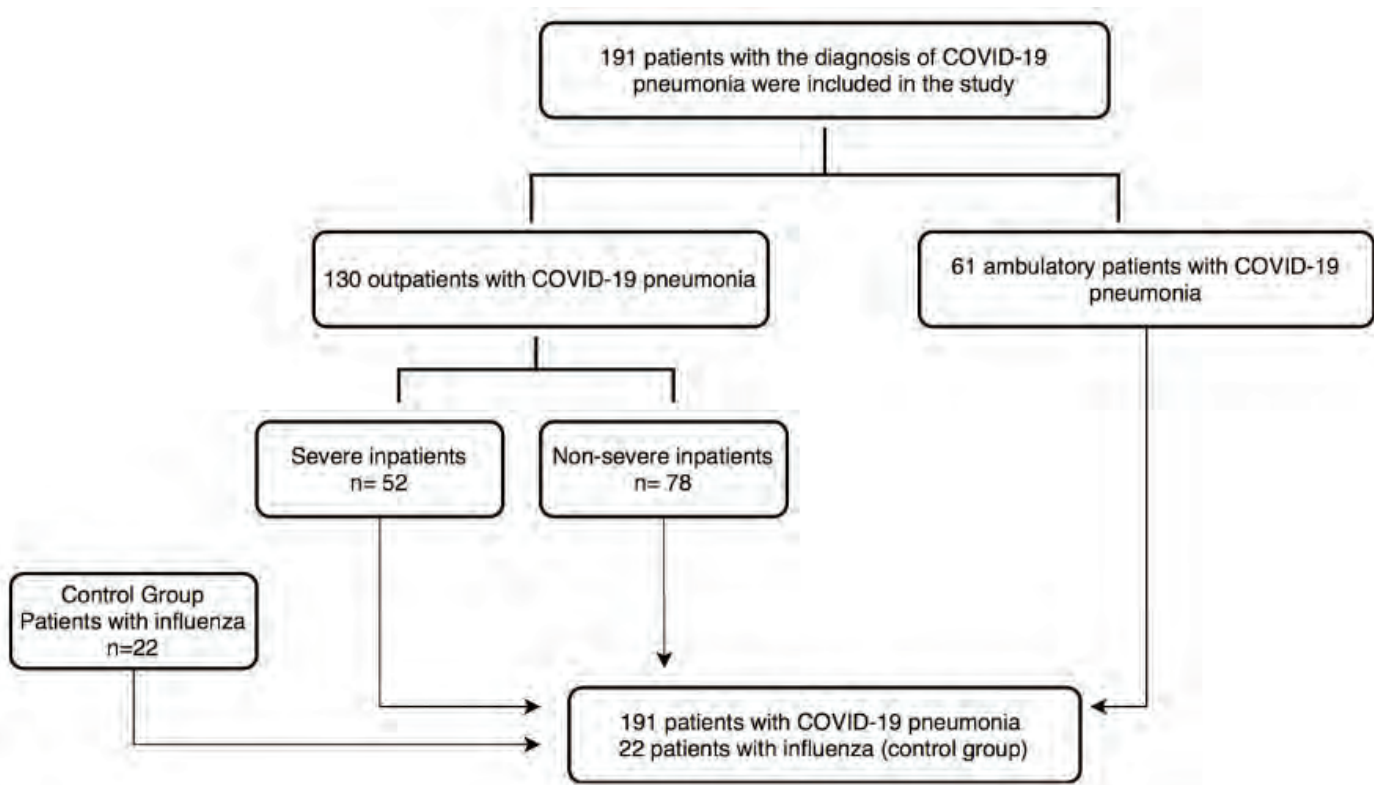 191 patients with the diagnosis of COVID-19
pneumonia were included in the study
130 outpatients with COVID-19 pneumonia
61 ambulatory patients with COVID-19
pneumonia
Severe inpatients
n= 52
Non-severe inpatients
n= 78
Control Group
Patients with influenza
n=22
191 patients with COVID-19 pneumonia
22 patients with influenza (control group)